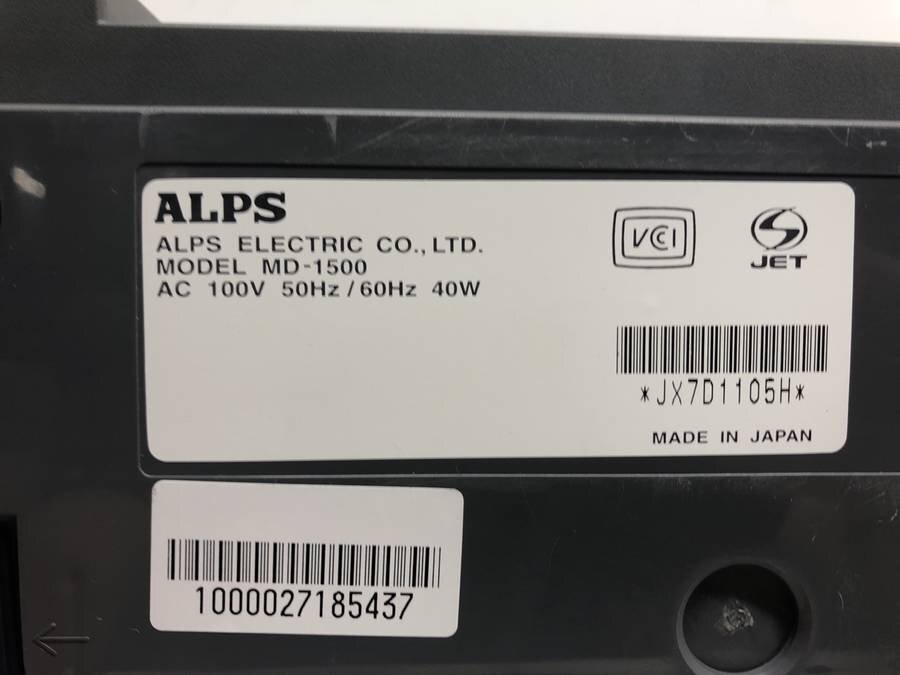 ALPS
ALPS ELECTRIC CO., LTD.
MODEL MD-1500
AC 100V 50Hz/60Hz 40W
VCCI
JET
*JX7D1105H*
MADE IN JAPAN
1000027185437